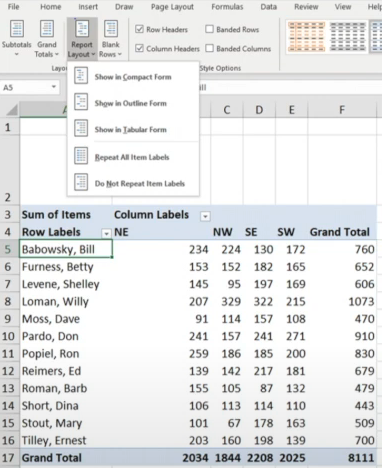 File Home Insert Draw Page Layout Formulas Data Review View Help
Subtotals Grand Totals Report Layout Blank Rows
Row Headers Banded Rows
Column Headers Banded Columns
Style Options
Show in Compact Form
Show in Outline Form
Show in Tabular Form
Repeat All Item Labels
Do Not Repeat Item Labels
A5
ill
C D E F
1
2
3 Sum of Items Column Labels
4 Row Labels NE NW SE SW Grand Total
5 Babowsky, Bill 234 224 130 172 760
6 Furness, Betty 153 152 182 165 652
7 Levene, Shelley 145 95 197 169 606
8 Loman, Willy 207 329 322 215 1073
9 Moss, Dave 91 114 157 108 470
10 Pardo, Don 241 157 241 271 910
11 Popiel, Ron 259 186 185 200 830
12 Reimers, Ed 139 142 217 181 679
13 Roman, Barb 155 105 87 132 479
14 Short, Dina 106 113 114 110 443
15 Stout, Mary 101 67 178 163 509
16 Tilley, Ernest 203 160 198 139 700
17 Grand Total 2034 1844 2208 2025 8111